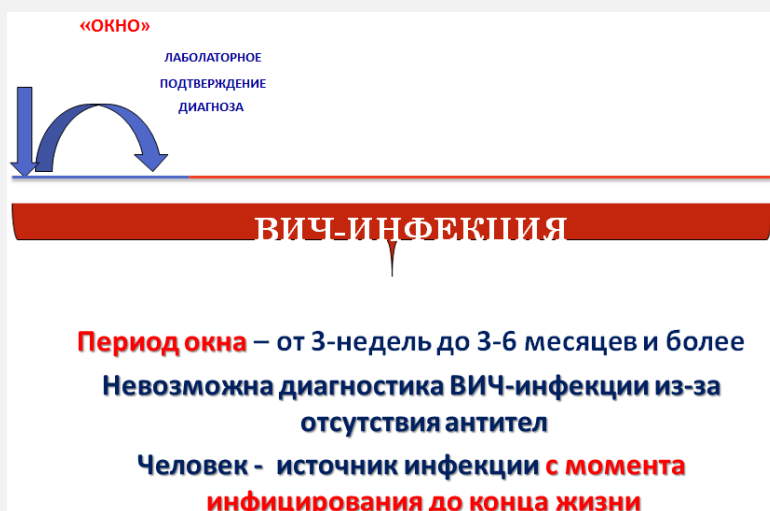 «ОКНО»
ЛАБОЛАТОРНОЕ
ПОДТВЕРЖДЕНИЕ
ДИАГНОЗА
ВИЧ-ИНФЕКЦИЯ
Период окна – от 3-недель до 3-6 месяцев и более
Невозможна диагностика ВИЧ-инфекции из-за
отсутствия антител
Человек - источник инфекции с момента
инфицирования до конца жизни